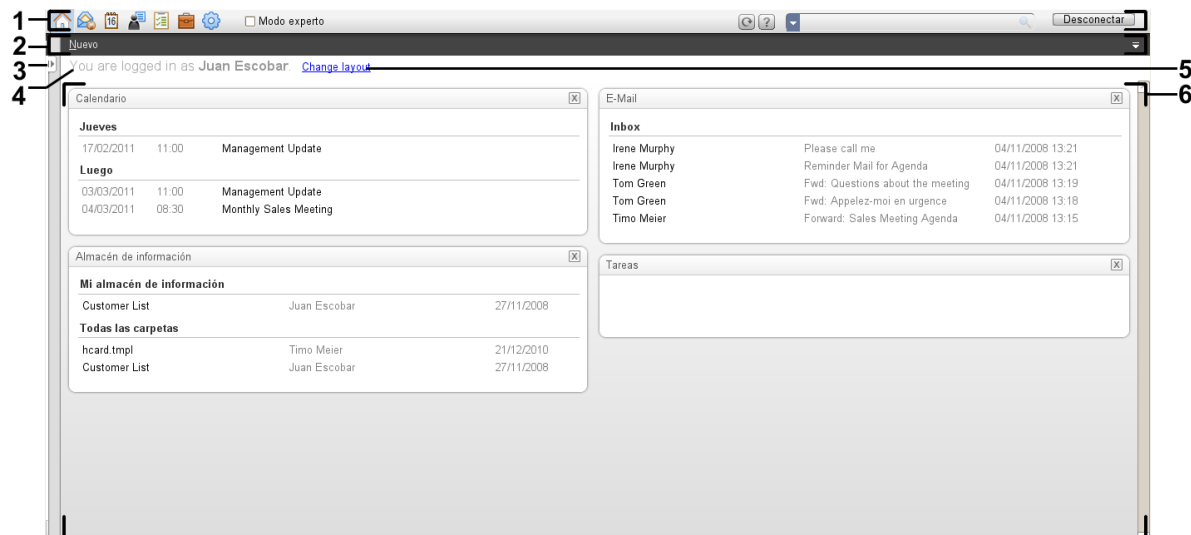 1
16
Modo experto
?
Desconectar
2
Nuevo
3
You are logged in as Juan Escobar. Change layout
4
5
6
Calendario X
Jueves
17/02/2011 11:00 Management Update
Luego
03/03/2011 11:00 Management Update
04/03/2011 08:30 Monthly Sales Meeting
E-Mail X
Inbox
Irene Murphy Please call me 04/11/2008 13:21
Irene Murphy Reminder Mail for Agenda 04/11/2008 13:21
Tom Green Fwd: Questions about the meeting 04/11/2008 13:19
Tom Green Fwd: Appelez-moi en urgence 04/11/2008 13:18
Timo Meier Forward: Sales Meeting Agenda 04/11/2008 13:15
Almacén de información X
Mi almacén de información
Customer List Juan Escobar 27/11/2008
Todas las carpetas
hcard.tmpl Timo Meier 21/12/2010
Customer List Juan Escobar 27/11/2008
Tareas X